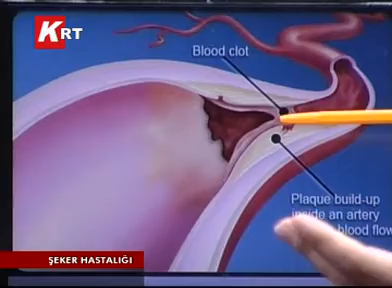 KRT
Blood clot
Plaque build-up
inside an artery
blood flow
ŞEKER HASTALIĞI